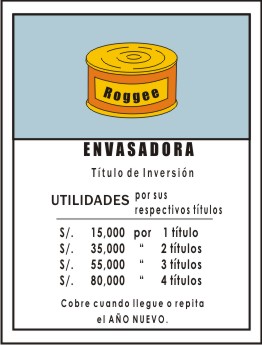 Roggee
ENVASADORA
Título de Inversión
UTILIDADES por sus respectivos títulos
S/. 15,000 por 1 título
S/. 35,000 “ 2 títulos
S/. 55,000 “ 3 títulos
S/. 80,000 “ 4 títulos
Cobre cuando llegue o repita
el AÑO NUEVO.